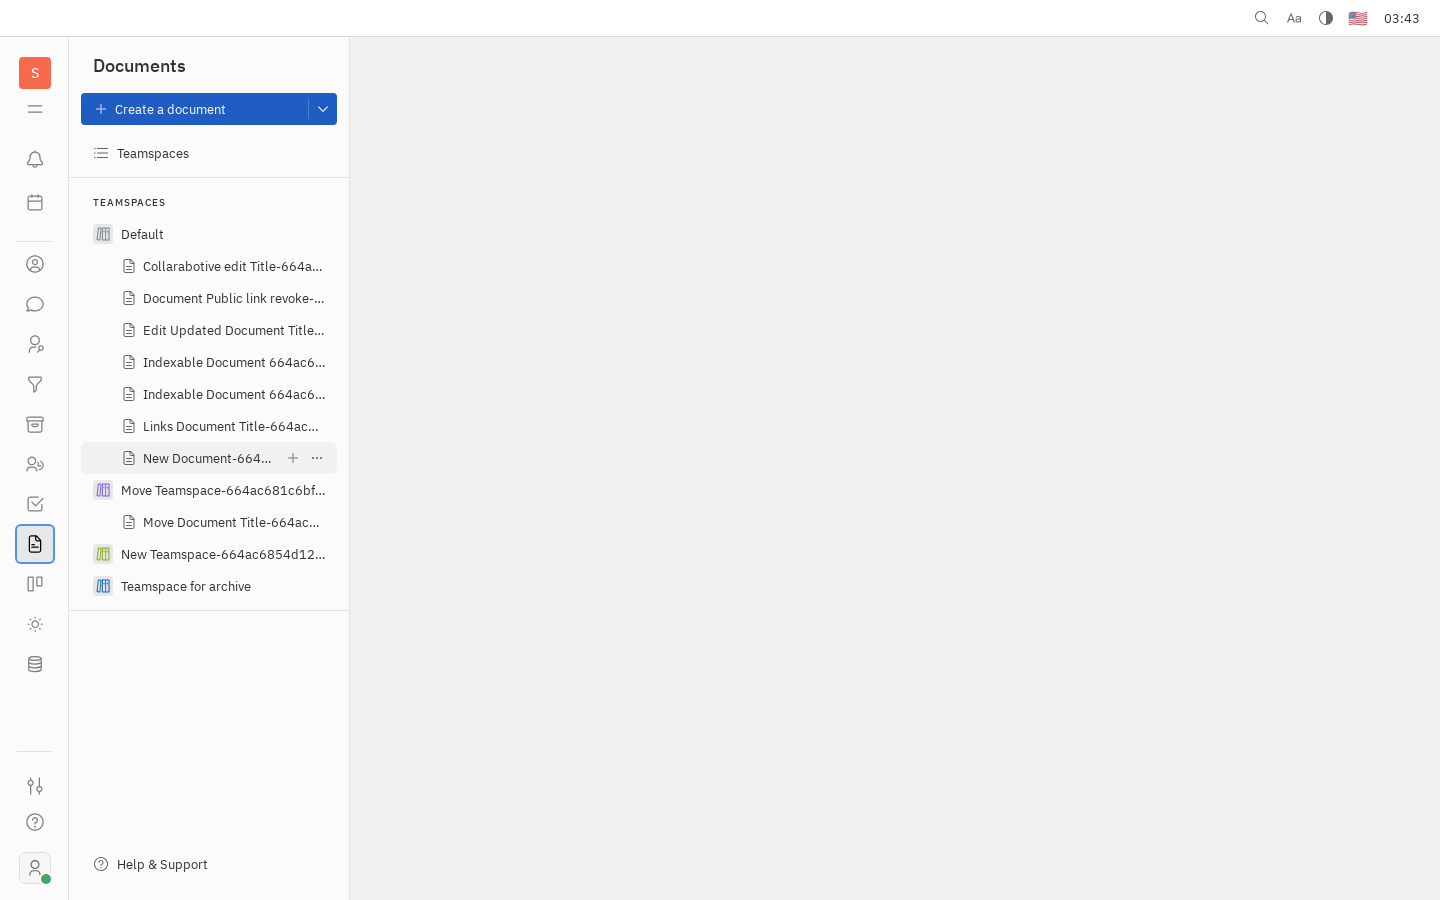 Aa
03:43
S
Documents
Create a document
Teamspaces
TEAMSPACES
Default
Collarabotive edit Title-664a...
Document Public link revoke-...
Edit Updated Document Title...
Indexable Document 664ac6...
Indexable Document 664ac6...
Links Document Title-664ac...
New Document-664...
Move Teamspace-664ac681c6bf...
Move Document Title-664ac...
New Teamspace-664ac6854d12...
Teamspace for archive
Help & Support